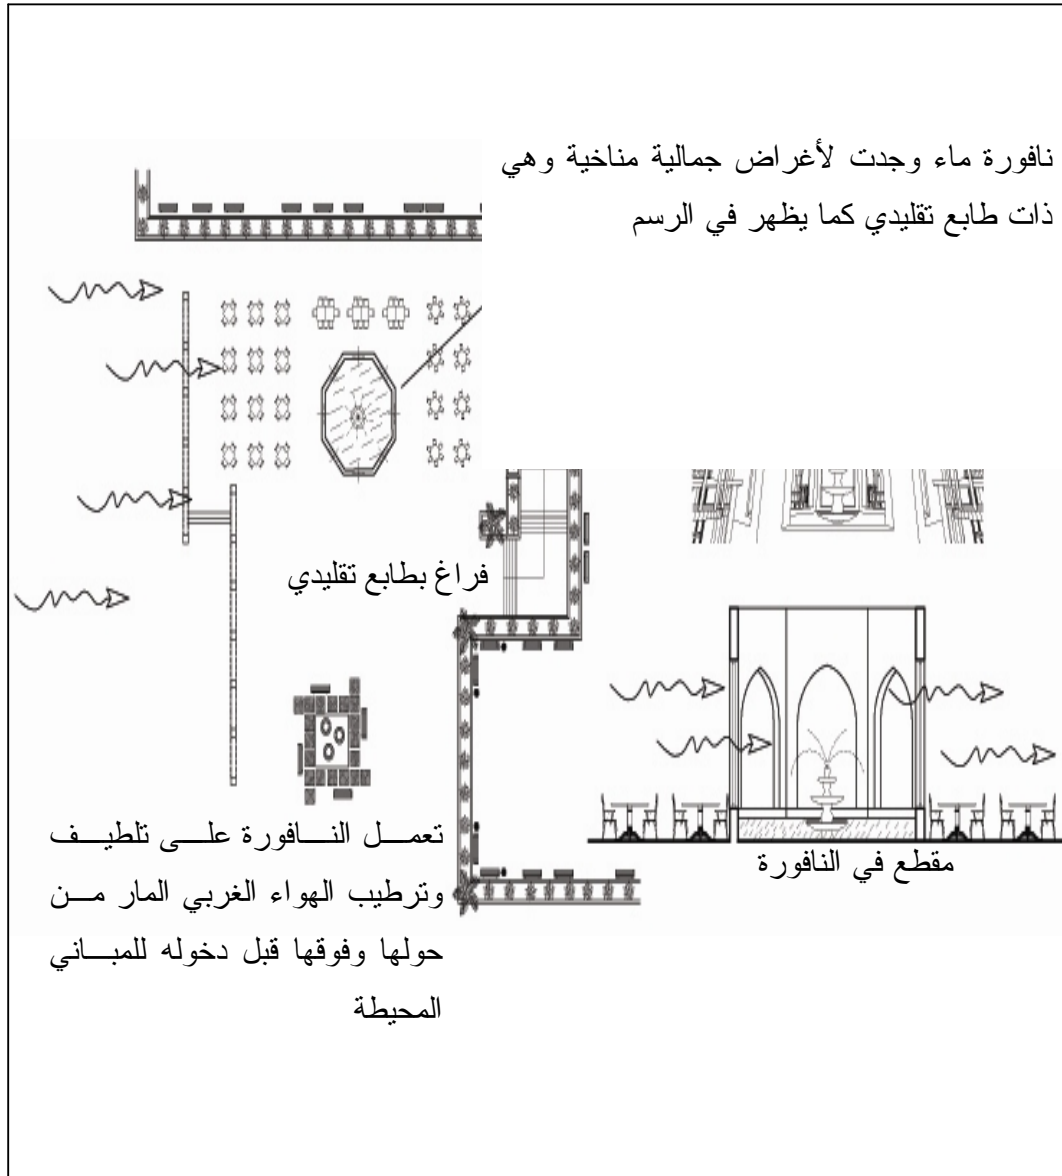 نافورة ماء وجدت لأغراض جمالية مناخية وهي
ذات طابع تقليدي كما يظهر في الرسم
فراغ بطابع تقليدي
مقطع في النافورة
تعمل النافورة على تلطيف
وترطيب الهواء الغربي المار من
حولها وفوقها قبل دخوله للمباني
المحيطة